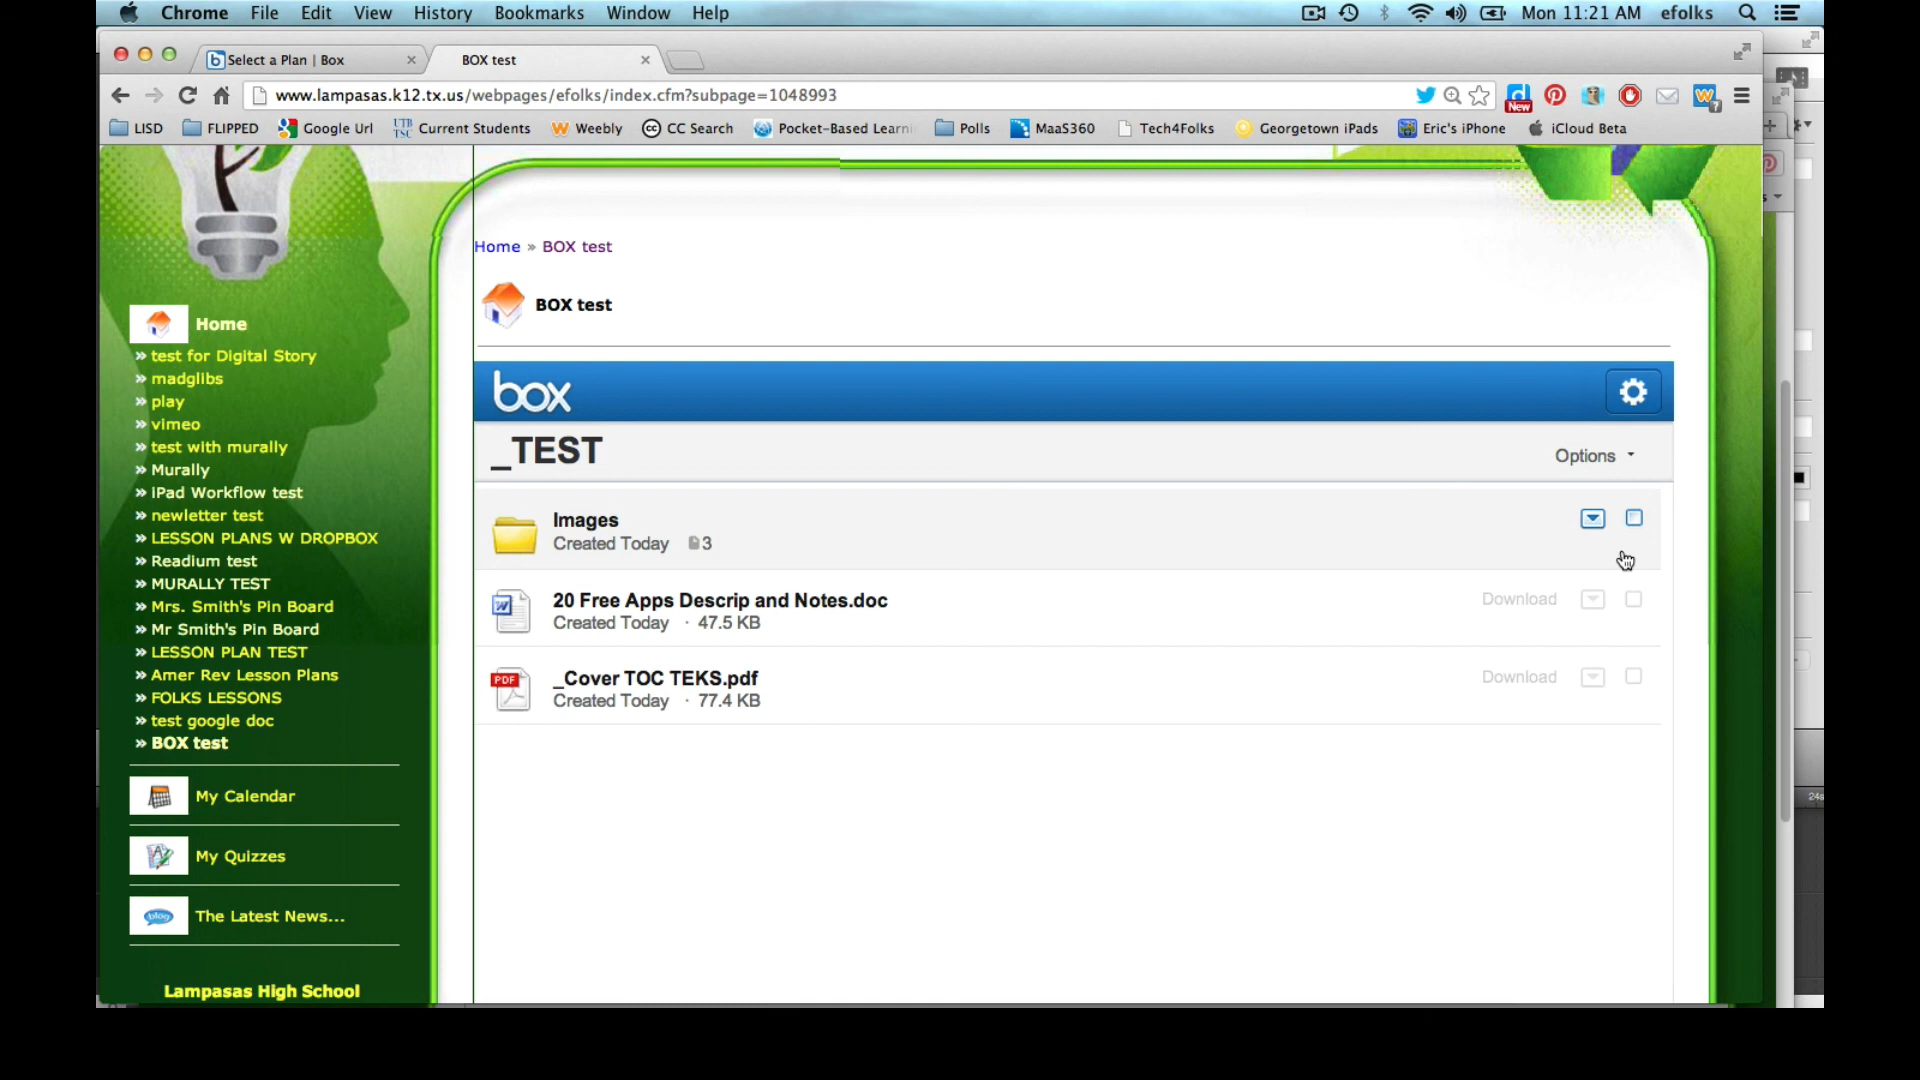 Chrome File Edit View History Bookmarks Window Help Mon 11:21 AM efolks
Select a Plan | Box BOX test
www.lampasas.k12.tx.us/webpages/efolks/index.cfm?subpage=1048993
LISD FLIPPED Google Url UTB TSC Current Students Weebly CC Search Pocket-Based Learni Polls MaaS360 Tech4Folks Georgetown iPads Eric's iPhone iCloud Beta
New
Home » BOX test
BOX test
Home
» test for Digital Story
» madglibs
» play
» vimeo
» test with murally
» Murally
» iPad Workflow test
» newletter test
» LESSON PLANS W DROPBOX
» Readium test
» MURALLY TEST
» Mrs. Smith's Pin Board
» Mr Smith's Pin Board
» LESSON PLAN TEST
» Amer Rev Lesson Plans
» FOLKS LESSONS
» test google doc
» BOX test
My Calendar
My Quizzes
blog
The Latest News...
Lampasas High School
box
_TEST
Options
Images
Created Today 3
20 Free Apps Descrip and Notes.doc
Created Today · 47.5 KB
Download
PDF
_Cover TOC TEKS.pdf
Created Today · 77.4 KB
Download
24s